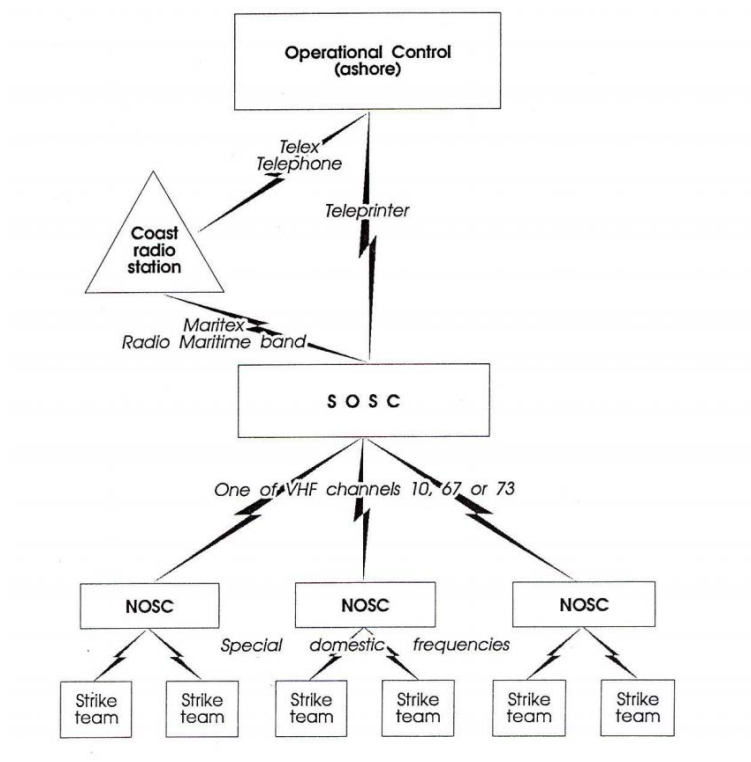 Operational Control
(ashore)
Telex
Telephone
Teleprinter
Coast
radio
station
Maritex
Radio Maritime band
S O S C
One of VHF channels 10, 67 or 73
NOSC
NOSC
NOSC
Special domestic frequencies
Strike
team
Strike
team
Strike
team
Strike
team
Strike
team
Strike
team